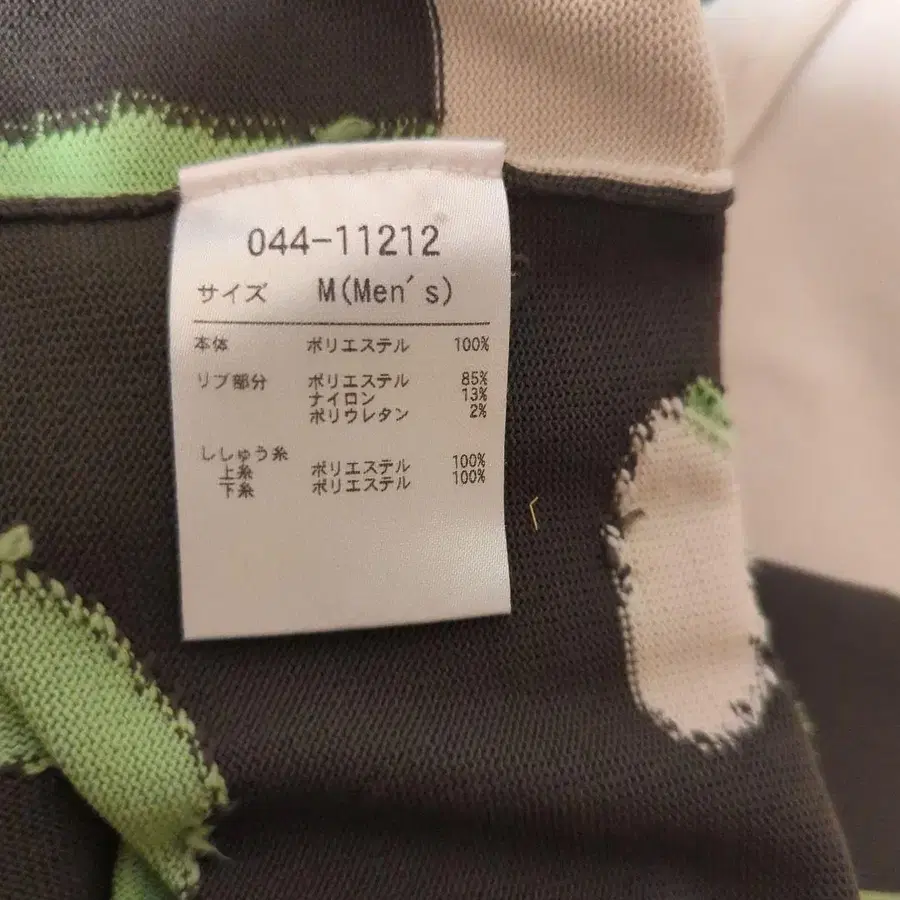 044-11212
サイズ M(Men's)
本体 ポリエステル 100%
リブ部分 ポリエステル 85%
ナイロン 13%
ポリウレタン 2%
ししゅう糸
上糸 ポリエステル 100%
下糸 ポリエステル 100%